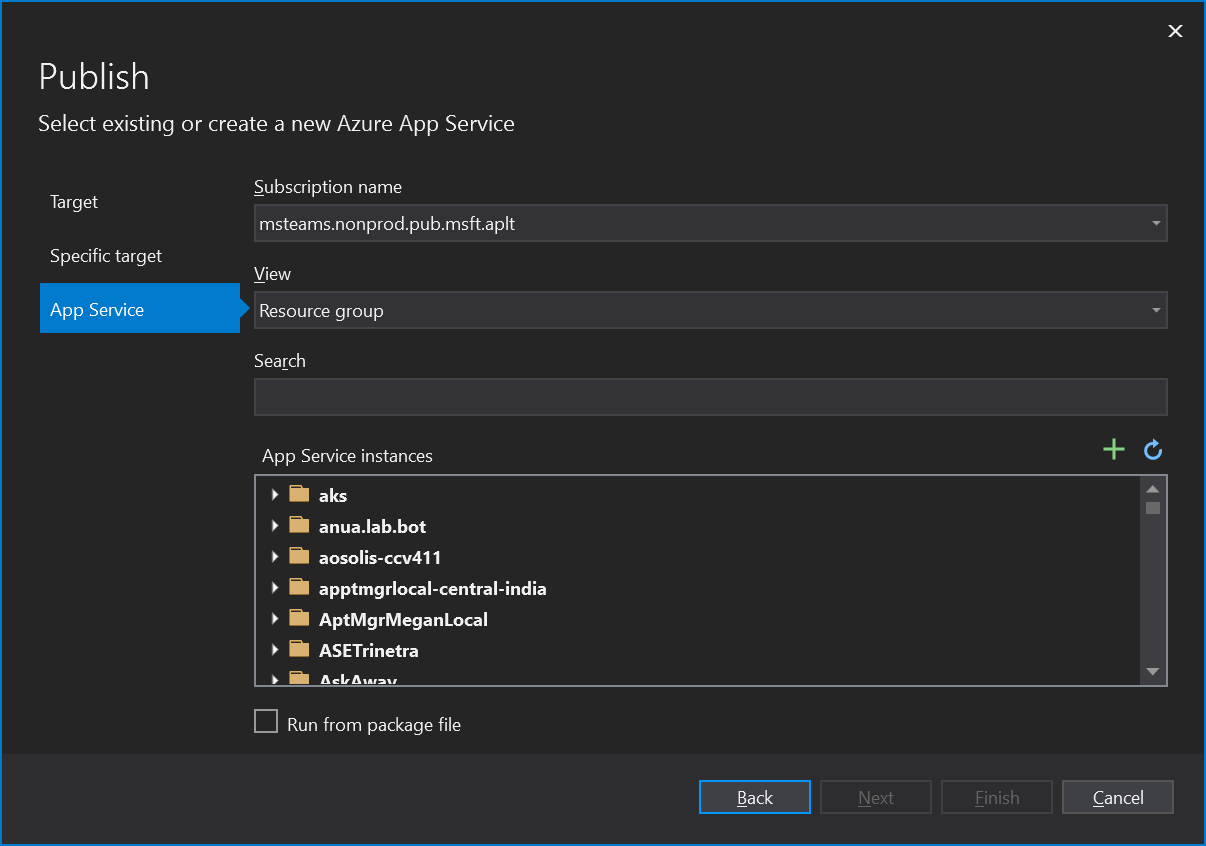 Publish
Select existing or create a new Azure App Service
Target
Specific target
App Service
Subscription name
msteams.nonprod.pub.msft.aplt
View
Resource group
Search
App Service instances
aks
anua.lab.bot
aosolis-ccv411
apptmgrlocal-central-india
AptMgrMeganLocal
ASETrinetra
AskAway
Run from package file
Back
Next
Finish
Cancel